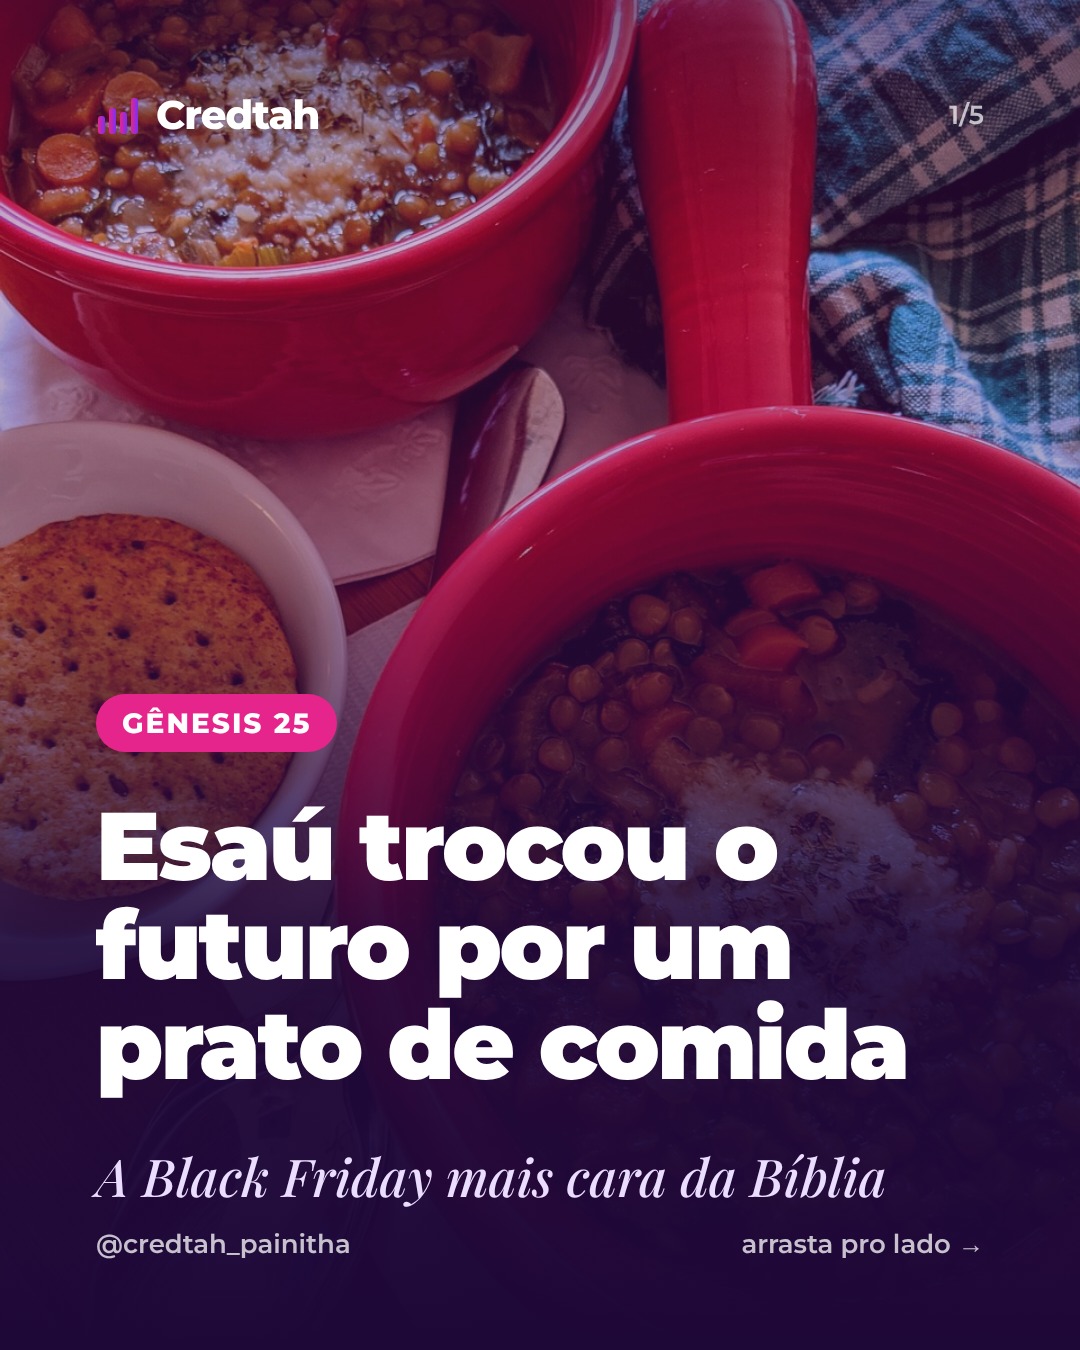 Credtah
1/5
GÊNESIS 25
Esaú trocou o
futuro por um
prato de comida
A Black Friday mais cara da Bíblia
@credtah_painitha
arrasta pro lado →